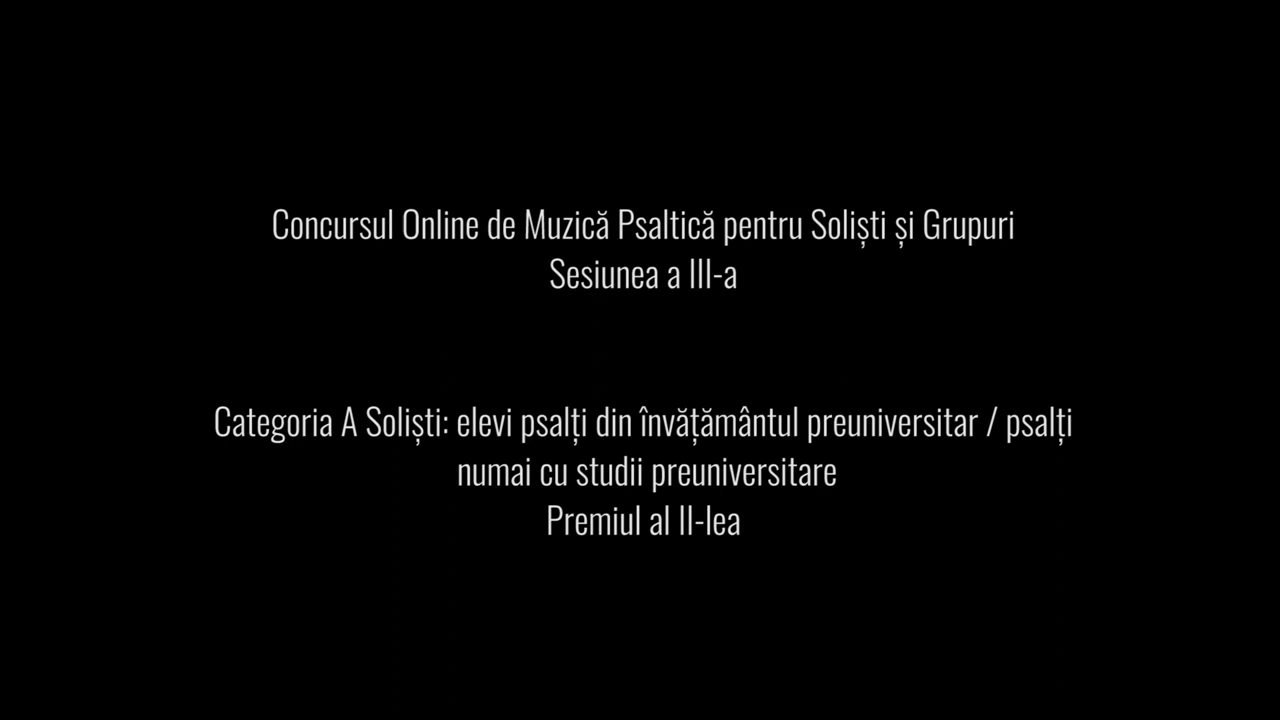 Concursul Online de Muzică Psaltică pentru Soliști și Grupuri
Sesiunea a III-a
Categoria A Soliști: elevi psalți din învățământul preuniversitar / psalți
numai cu studii preuniversitare
Premiul al II-lea